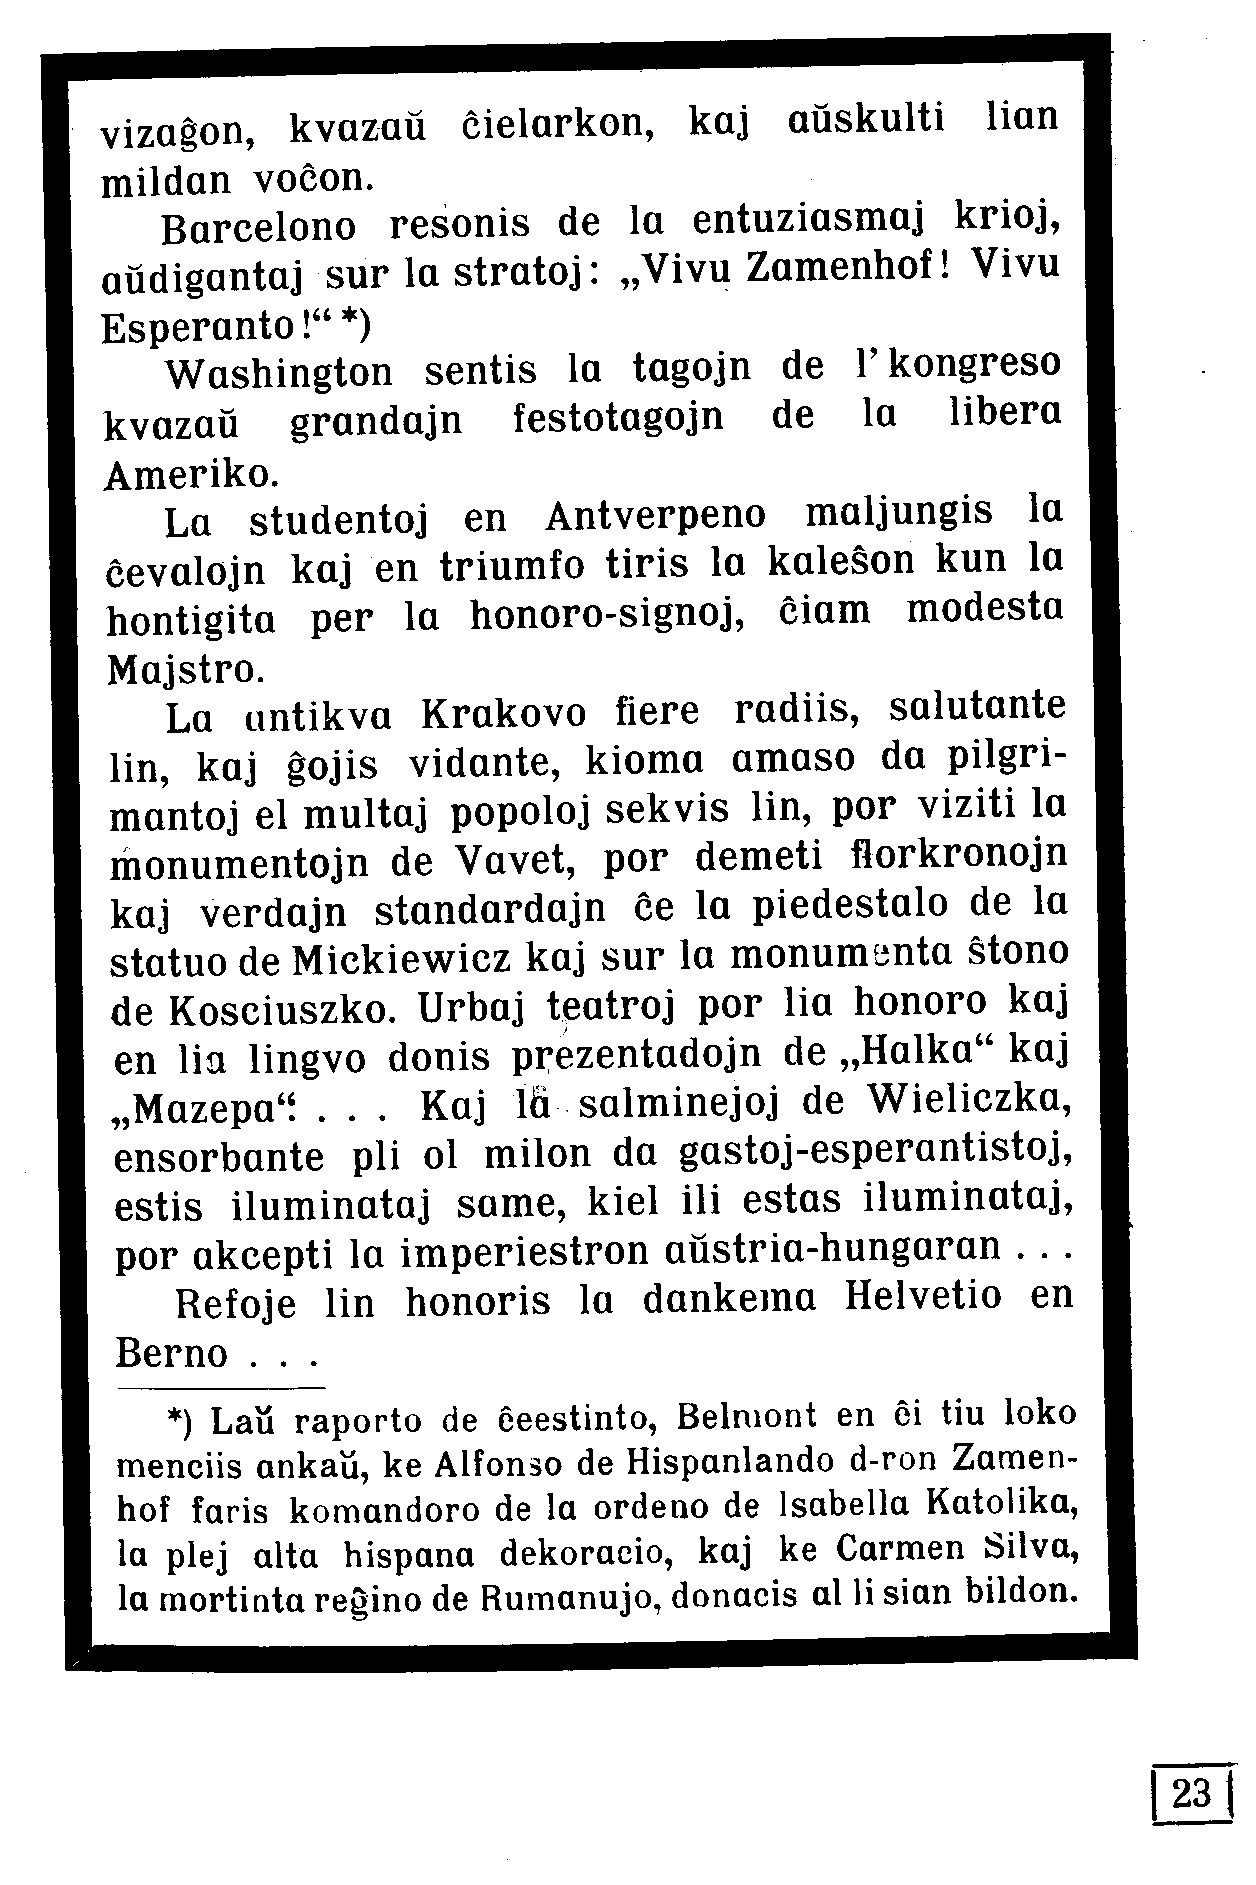 vizaĝon, kvazaŭ ĉielarkon, kaj aŭskulti lian
mildan voĉon.
Barcelono resonis de la entuziasmaj krioj,
aŭdigantaj sur la stratoj: „Vivu Zamenhof! Vivu
Esperanto!“ *)
Washington sentis la tagojn de l’ kongreso
kvazaŭ grandajn festotagojn de la libera
Ameriko.
La studentoj en Antverpeno maljungis la
ĉevalojn kaj en triumfo tiris la kaleŝon kun la
hontigita per la honoro-signoj, ĉiam modesta
Majstro.
La antikva Krakovo fiere radiis, salutante
lin, kaj ĝojis vidante, kioma amaso da pilgri-
mantoj el multaj popoloj sekvis lin, por viziti la
monumentojn de Vavet, por demeti florkronojn
kaj verdajn standardajn ĉe la piedestalo de la
statuo de Mickiewicz kaj sur la monumenta ŝtono
de Kosciuszko. Urbaj teatroj por lia honoro kaj
en lia lingvo donis prezentadojn de „Halka“ kaj
„Mazepa“ . . . Kaj la salminejoj de Wieliczka,
ensorbante pli ol milon da gastoj-esperantistoj,
estis iluminataj same, kiel ili estas iluminataj,
por akcepti la imperiestron aŭstria-hungaran . . .
Refoje lin honoris la dankema Helvetio en
Berno . . .
*) Laŭ raporto de ĉeestinto, Belmont en ĉi tiu loko
menciis ankaŭ, ke Alfonso de Hispanlando d-ron Zamen-
hof faris komandoro de la ordeno de Isabella Katolika,
la plej alta hispana dekoracio, kaj ke Carmen Silva,
la mortinta reĝino de Rumanujo, donacis al li sian bildon.
23